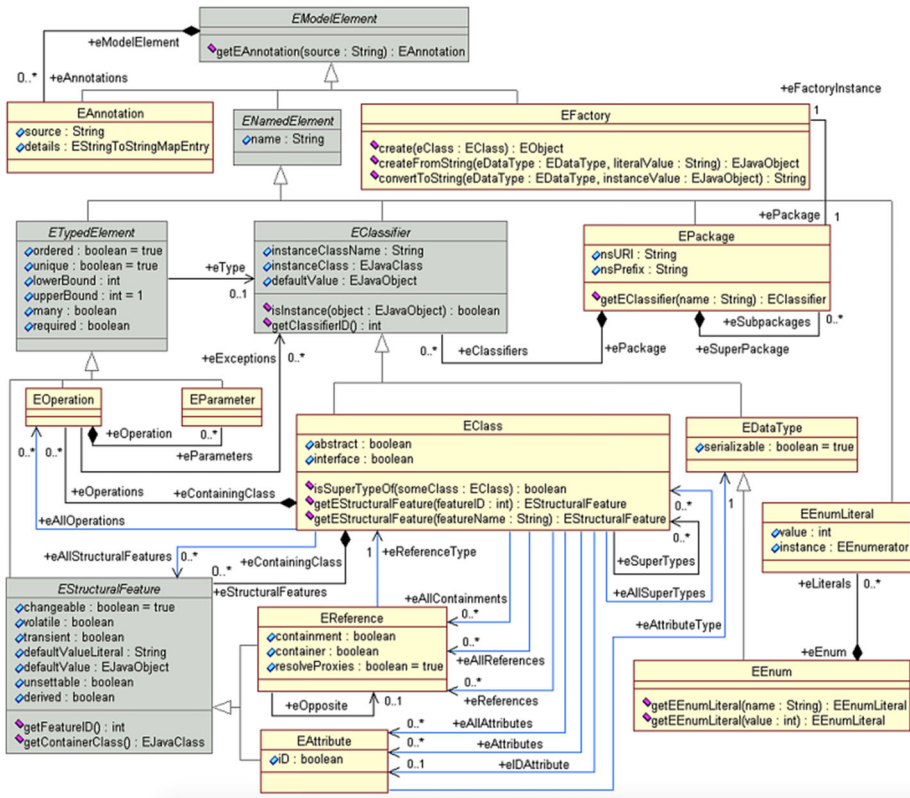 EModelElement
getEAnnotation(source : String) : EAnnotation
+eModelElement
0..*
+eAnnotations
EAnnotation
source : String
details : EStringToStringMapEntry
ENamedElement
name : String
+eFactoryInstance
1
EFactory
create(eClass : EClass) : EObject
createFromString(eDataType : EDataType, literalValue : String) : EJavaObject
convertToString(eDataType : EDataType, instanceValue : EJavaObject) : String
+ePackage
1
ETypedElement
ordered : boolean = true
unique : boolean = true
lowerBound : int
upperBound : int = 1
many : boolean
required : boolean
+eType
0..1
EClassifier
instanceClassName : String
instanceClass : EJavaClass
defaultValue : EJavaObject
isInstance(object : EJavaObject) : boolean
getClassifierID() : int
EPackage
nsURI : String
nsPrefix : String
getEClassifier(name : String) : EClassifier
+eSubpackages
0..*
+eSuperPackage
+eExceptions
0..*
0..*
+eClassifiers
+ePackage
EOperation
EParameter
+eOperation
0..*
+eParameters
0..*
0..*
+eOperations
+eContainingClass
+eAllOperations
EClass
abstract : boolean
interface : boolean
isSuperTypeOf(someClass : EClass) : boolean
getEStructuralFeature(featureID : int) : EStructuralFeature
getEStructuralFeature(featureName : String) : EStructuralFeature
EDataType
serializable : boolean = true
1
0..*
0..*
+eSuperTypes
+eAllSuperTypes
EEnumLiteral
value : int
instance : EEnumerator
+eLiterals
0..*
+eAttributeType
+eAllStructuralFeatures
0..*
+eContainingClass
0..*
+eStructuralFeatures
1
+eReferenceType
+eAllContainments
0..*
EStructuralFeature
changeable : boolean = true
volatile : boolean
transient : boolean
defaultValueLiteral : String
defaultValue : EJavaObject
unsettable : boolean
derived : boolean
getFeatureID() : int
getContainerClass() : EJavaClass
EReference
containment : boolean
container : boolean
resolveProxies : boolean = true
0..*
+eAllReferences
0..*
+eReferences
+eOpposite
0..1
+eEnum
EEnum
getEEnumLiteral(name : String) : EEnumLiteral
getEEnumLiteral(value : int) : EEnumLiteral
EAttribute
iD : boolean
0..*
+eAllAttributes
0..*
+eAttributes
0..1
+eIDAttribute